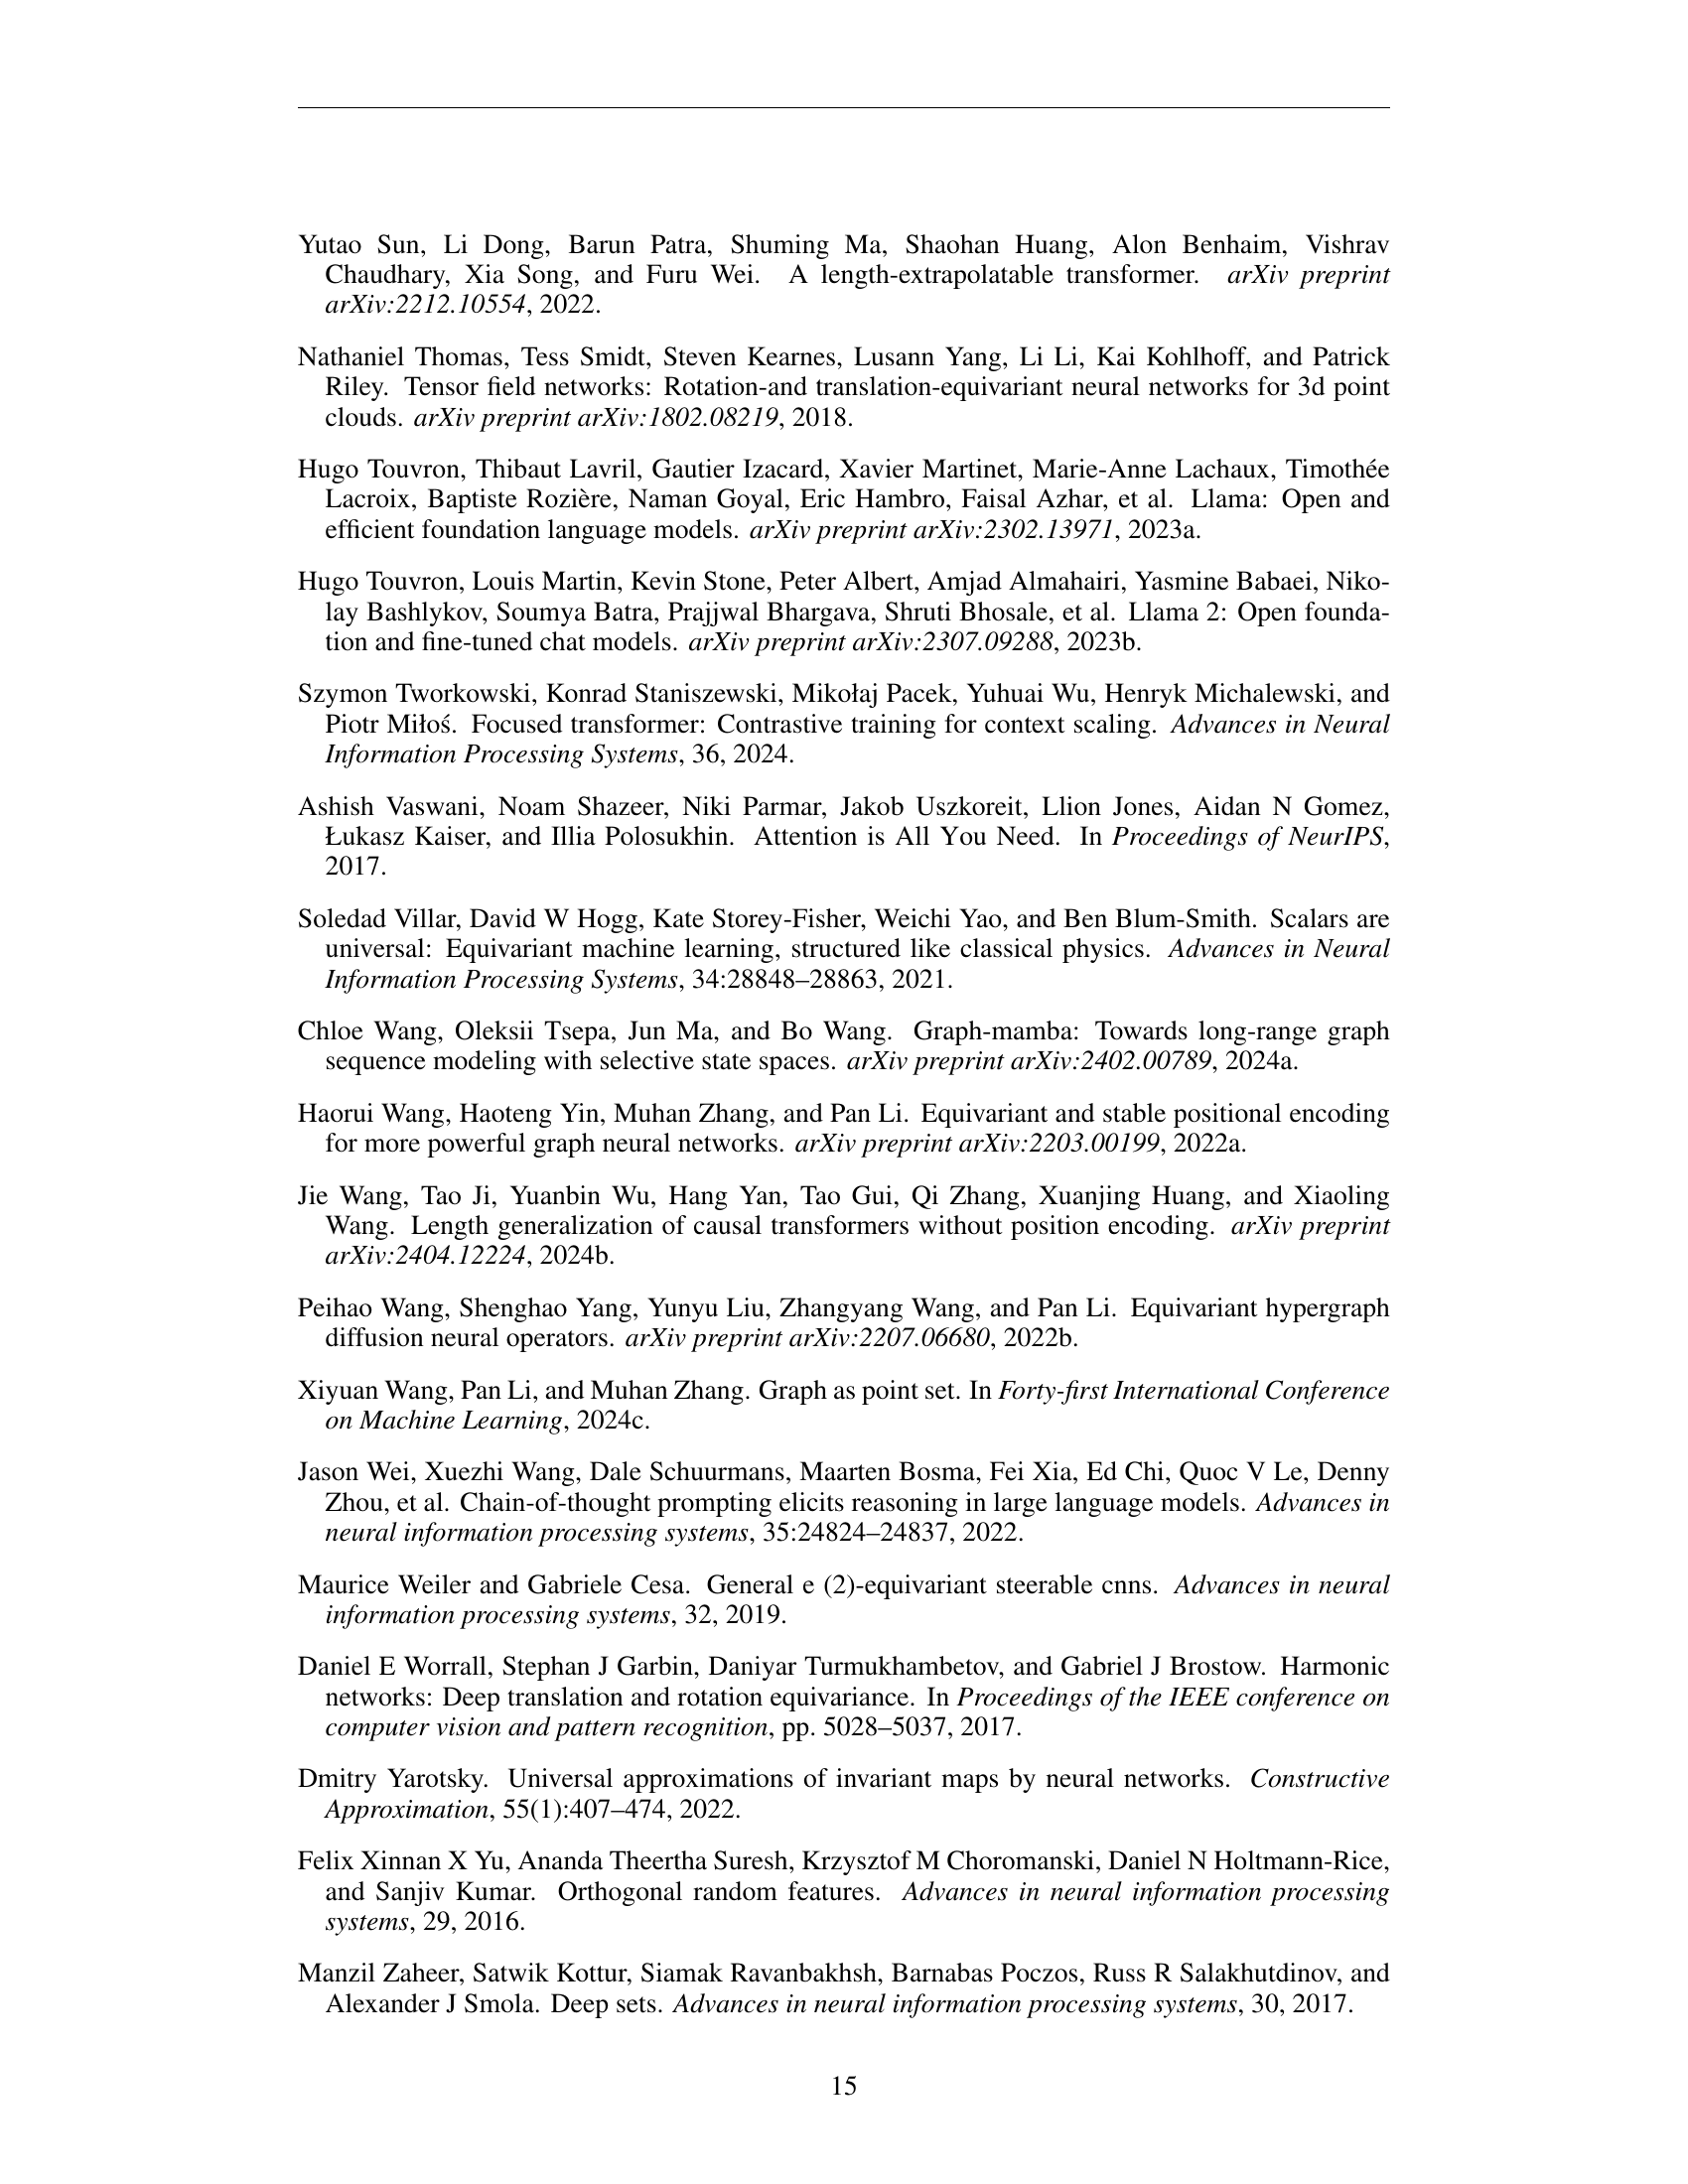 Yutao Sun, Li Dong, Barun Patra, Shuming Ma, Shaohan Huang, Alon Benhaim, Vishrav
Chaudhary, Xia Song, and Furu Wei. A length-extrapolatable transformer. arXiv preprint
arXiv:2212.10554, 2022.
Nathaniel Thomas, Tess Smidt, Steven Kearnes, Lusann Yang, Li Li, Kai Kohlhoff, and Patrick
Riley. Tensor field networks: Rotation-and translation-equivariant neural networks for 3d point
clouds. arXiv preprint arXiv:1802.08219, 2018.
Hugo Touvron, Thibaut Lavril, Gautier Izacard, Xavier Martinet, Marie-Anne Lachaux, Timothée
Lacroix, Baptiste Rozière, Naman Goyal, Eric Hambro, Faisal Azhar, et al. Llama: Open and
efficient foundation language models. arXiv preprint arXiv:2302.13971, 2023a.
Hugo Touvron, Louis Martin, Kevin Stone, Peter Albert, Amjad Almahairi, Yasmine Babaei, Niko-
lay Bashlykov, Soumya Batra, Prajjwal Bhargava, Shruti Bhosale, et al. Llama 2: Open founda-
tion and fine-tuned chat models. arXiv preprint arXiv:2307.09288, 2023b.
Szymon Tworkowski, Konrad Staniszewski, Mikołaj Pacek, Yuhuai Wu, Henryk Michalewski, and
Piotr Miłoś. Focused transformer: Contrastive training for context scaling. Advances in Neural
Information Processing Systems, 36, 2024.
Ashish Vaswani, Noam Shazeer, Niki Parmar, Jakob Uszkoreit, Llion Jones, Aidan N Gomez,
Łukasz Kaiser, and Illia Polosukhin. Attention is All You Need. In Proceedings of NeurIPS,
2017.
Soledad Villar, David W Hogg, Kate Storey-Fisher, Weichi Yao, and Ben Blum-Smith. Scalars are
universal: Equivariant machine learning, structured like classical physics. Advances in Neural
Information Processing Systems, 34:28848–28863, 2021.
Chloe Wang, Oleksii Tsepa, Jun Ma, and Bo Wang. Graph-mamba: Towards long-range graph
sequence modeling with selective state spaces. arXiv preprint arXiv:2402.00789, 2024a.
Haorui Wang, Haoteng Yin, Muhan Zhang, and Pan Li. Equivariant and stable positional encoding
for more powerful graph neural networks. arXiv preprint arXiv:2203.00199, 2022a.
Jie Wang, Tao Ji, Yuanbin Wu, Hang Yan, Tao Gui, Qi Zhang, Xuanjing Huang, and Xiaoling
Wang. Length generalization of causal transformers without position encoding. arXiv preprint
arXiv:2404.12224, 2024b.
Peihao Wang, Shenghao Yang, Yunyu Liu, Zhangyang Wang, and Pan Li. Equivariant hypergraph
diffusion neural operators. arXiv preprint arXiv:2207.06680, 2022b.
Xiyuan Wang, Pan Li, and Muhan Zhang. Graph as point set. In Forty-first International Conference
on Machine Learning, 2024c.
Jason Wei, Xuezhi Wang, Dale Schuurmans, Maarten Bosma, Fei Xia, Ed Chi, Quoc V Le, Denny
Zhou, et al. Chain-of-thought prompting elicits reasoning in large language models. Advances in
neural information processing systems, 35:24824–24837, 2022.
Maurice Weiler and Gabriele Cesa. General e (2)-equivariant steerable cnns. Advances in neural
information processing systems, 32, 2019.
Daniel E Worrall, Stephan J Garbin, Daniyar Turmukhambetov, and Gabriel J Brostow. Harmonic
networks: Deep translation and rotation equivariance. In Proceedings of the IEEE conference on
computer vision and pattern recognition, pp. 5028–5037, 2017.
Dmitry Yarotsky. Universal approximations of invariant maps by neural networks. Constructive
Approximation, 55(1):407–474, 2022.
Felix Xinnan X Yu, Ananda Theertha Suresh, Krzysztof M Choromanski, Daniel N Holtmann-Rice,
and Sanjiv Kumar. Orthogonal random features. Advances in neural information processing
systems, 29, 2016.
Manzil Zaheer, Satwik Kottur, Siamak Ravanbakhsh, Barnabas Poczos, Russ R Salakhutdinov, and
Alexander J Smola. Deep sets. Advances in neural information processing systems, 30, 2017.
15